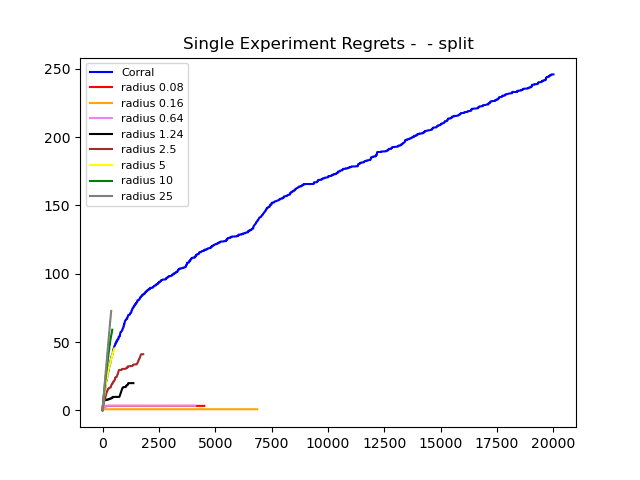 Single Experiment Regrets -  - split
Corral
radius 0.08
radius 0.16
radius 0.64
radius 1.24
radius 2.5
radius 5
radius 10
radius 25
250
200
150
100
50
0
0 2500 5000 7500 10000 12500 15000 17500 20000